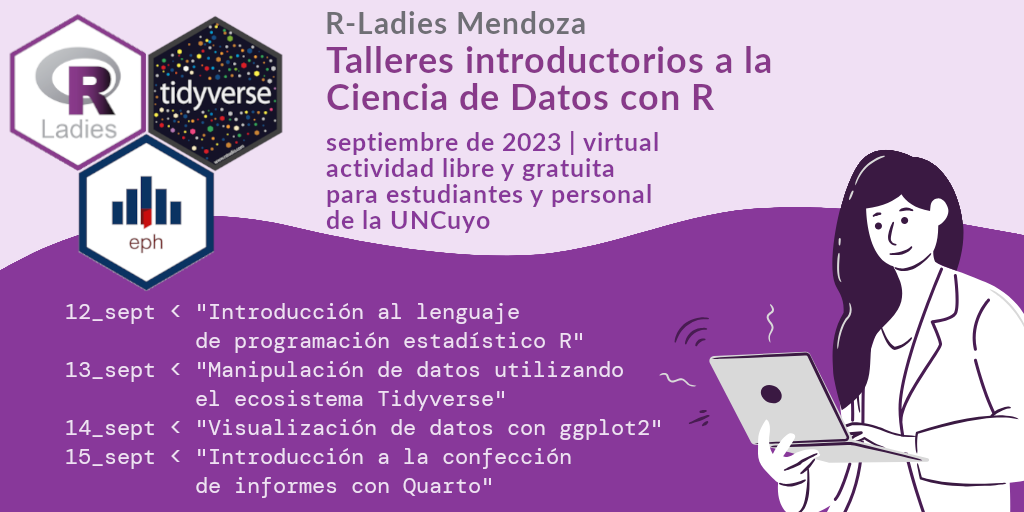 R
Ladies
tidyverse
eph
R-Ladies Mendoza
Talleres introductorios a la
Ciencia de Datos con R
septiembre de 2023 | virtual
actividad libre y gratuita
para estudiantes y personal
de la UNCuyo
12_sept < "Introducción al lenguaje
de programación estadístico R"
13_sept < "Manipulación de datos utilizando
el ecosistema Tidyverse"
14_sept < "Visualización de datos con ggplot2"
15_sept < "Introducción a la confección
de informes con Quarto"